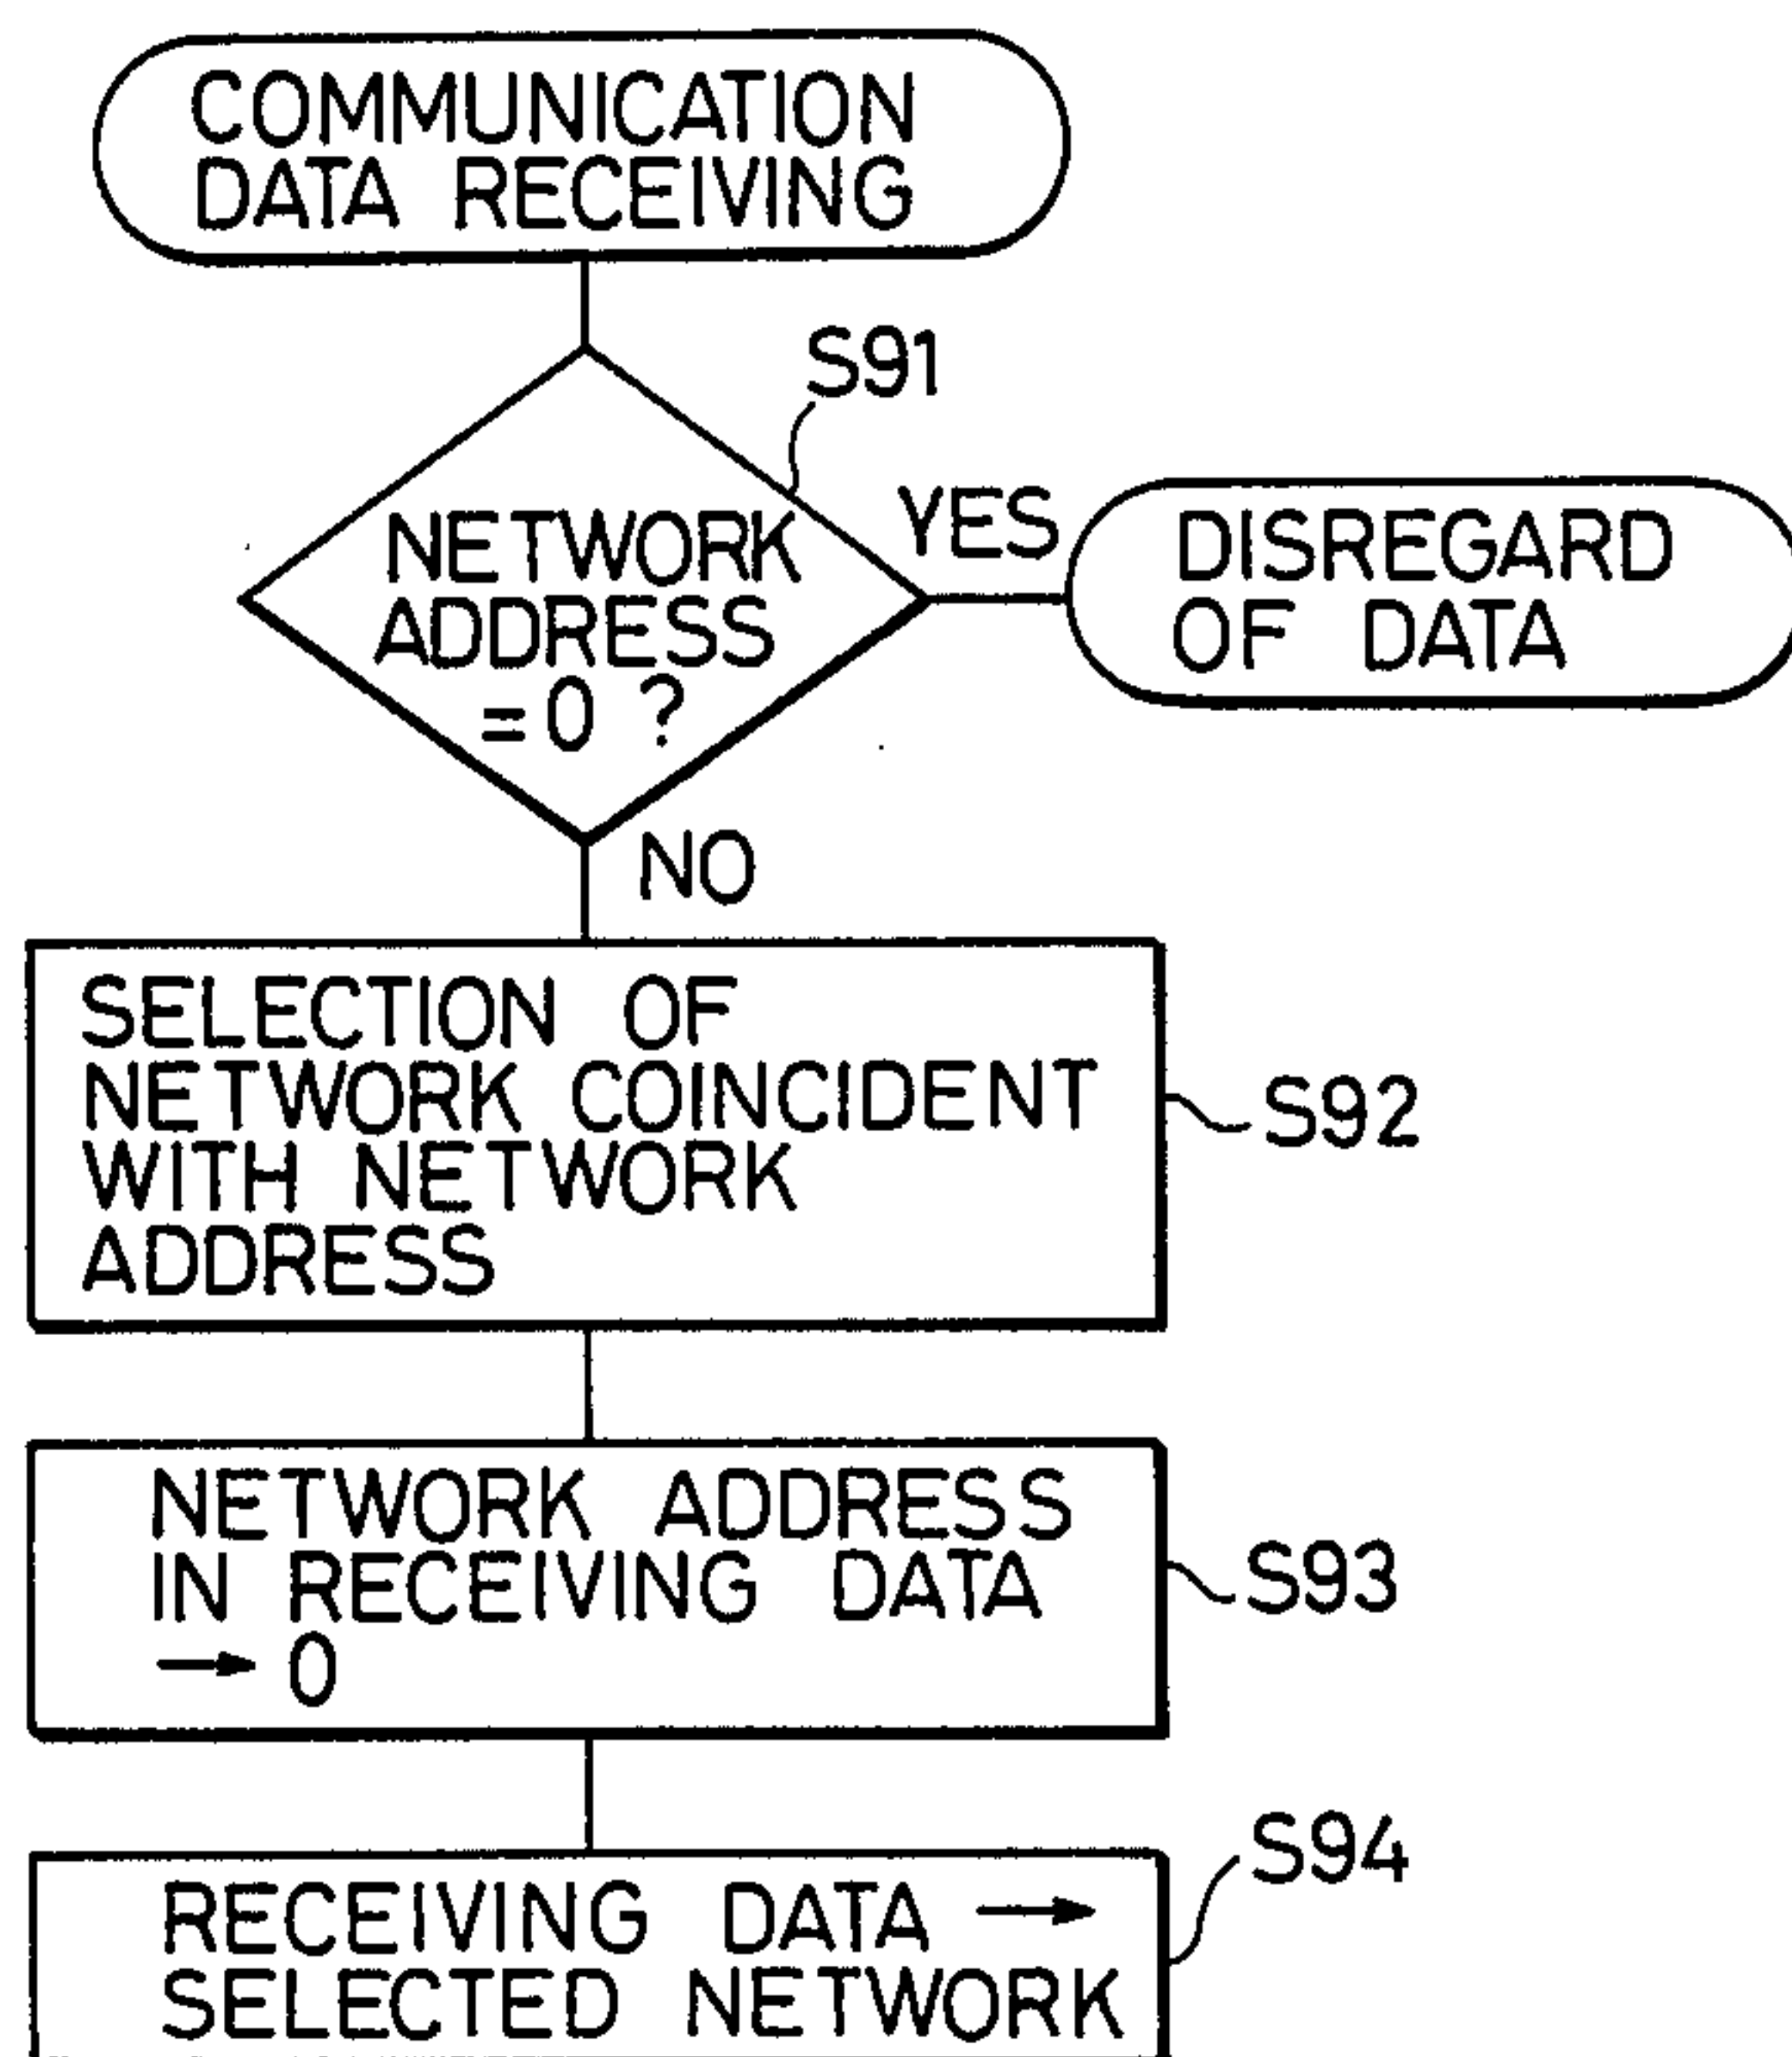 COMMUNICATION
DATA RECEIVING
S91
NETWORK
ADDRESS
=0 ?
YES
DISREGARD
OF DATA
NO
SELECTION OF
NETWORK COINCIDENT
WITH NETWORK
ADDRESS
S92
NETWORK ADDRESS
IN RECEIVING DATA
→ 0
S93
RECEIVING DATA →
SELECTED NETWORK
S94